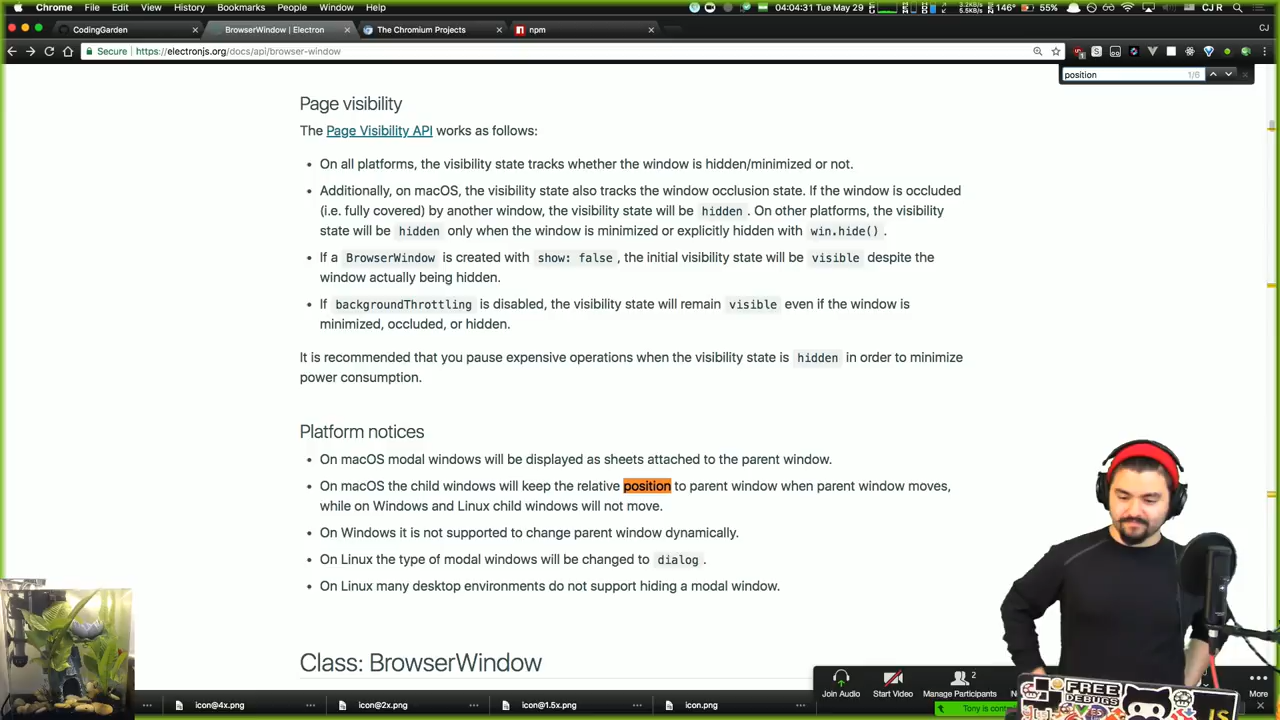 Chrome File Edit View History Bookmarks People Window Help
04:04:31 Tue May 29
146° 55% CJ R
CodingGarden
BrowserWindow | Electron
The Chromium Projects
npm
CJ
Secure https://electronjs.org/docs/api/browser-window
position 1/6
Page visibility
The Page Visibility API works as follows:
On all platforms, the visibility state tracks whether the window is hidden/minimized or not.
Additionally, on macOS, the visibility state also tracks the window occlusion state. If the window is occluded
(i.e. fully covered) by another window, the visibility state will be hidden. On other platforms, the visibility
state will be hidden only when the window is minimized or explicitly hidden with win.hide().
If a BrowserWindow is created with show: false, the initial visibility state will be visible despite the
window actually being hidden.
If backgroundThrottling is disabled, the visibility state will remain visible even if the window is
minimized, occluded, or hidden.
It is recommended that you pause expensive operations when the visibility state is hidden in order to minimize
power consumption.
Platform notices
On macOS modal windows will be displayed as sheets attached to the parent window.
On macOS the child windows will keep the relative position to parent window when parent window moves,
while on Windows and Linux child windows will not move.
On Windows it is not supported to change parent window dynamically.
On Linux the type of modal windows will be changed to dialog.
On Linux many desktop environments do not support hiding a modal window.
Class: BrowserWindow
Join Audio Start Video Manage Participants 2 More
Tony is
icon@4x.png icon@2x.png icon@1.5x.png icon.png
FREE
DEBUGS
JS